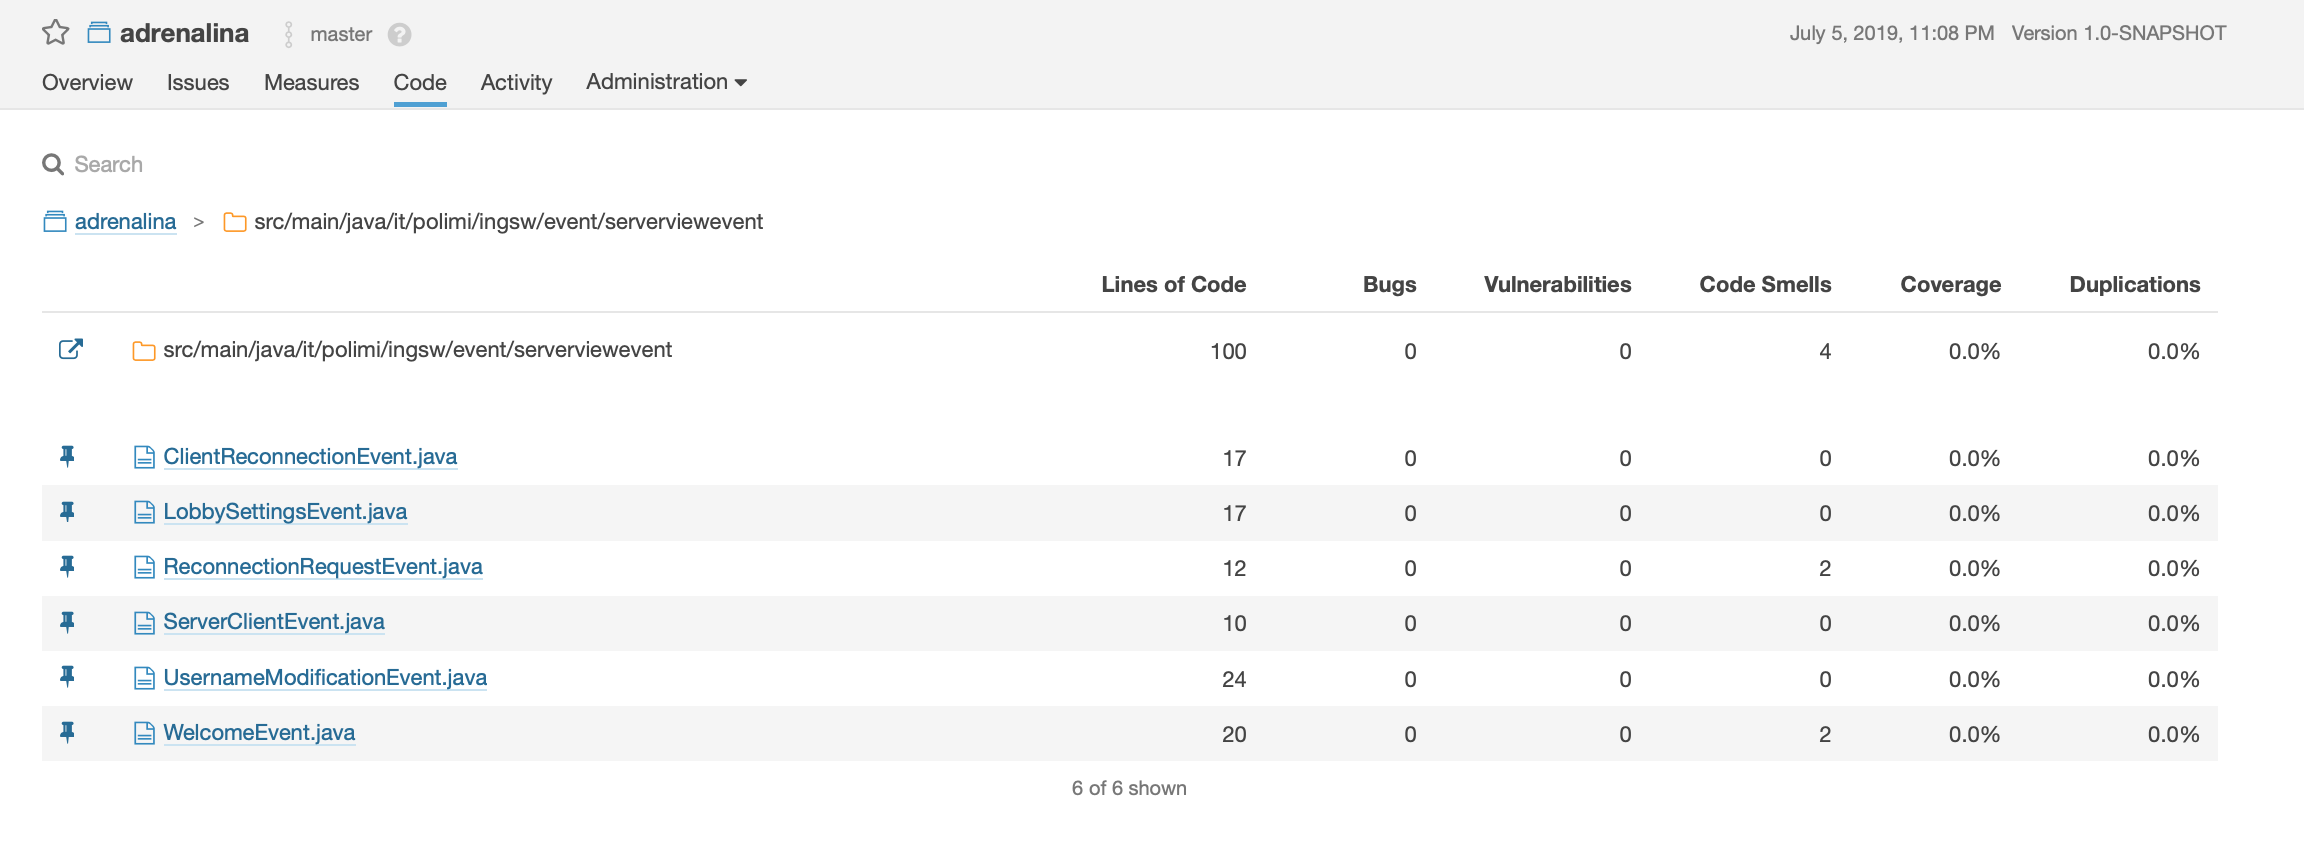 adrenalina master ? July 5, 2019, 11:08 PM Version 1.0-SNAPSHOT
Overview Issues Measures Code Activity Administration
Search
adrenalina > src/main/java/it/polimi/ingsw/event/serverviewevent
Lines of Code Bugs Vulnerabilities Code Smells Coverage Duplications
src/main/java/it/polimi/ingsw/event/serverviewevent 100 0 0 4 0.0% 0.0%
ClientReconnectionEvent.java 17 0 0 0 0.0% 0.0%
LobbySettingsEvent.java 17 0 0 0 0.0% 0.0%
ReconnectionRequestEvent.java 12 0 0 2 0.0% 0.0%
ServerClientEvent.java 10 0 0 0 0.0% 0.0%
UsernameModificationEvent.java 24 0 0 0 0.0% 0.0%
WelcomeEvent.java 20 0 0 2 0.0% 0.0%
6 of 6 shown